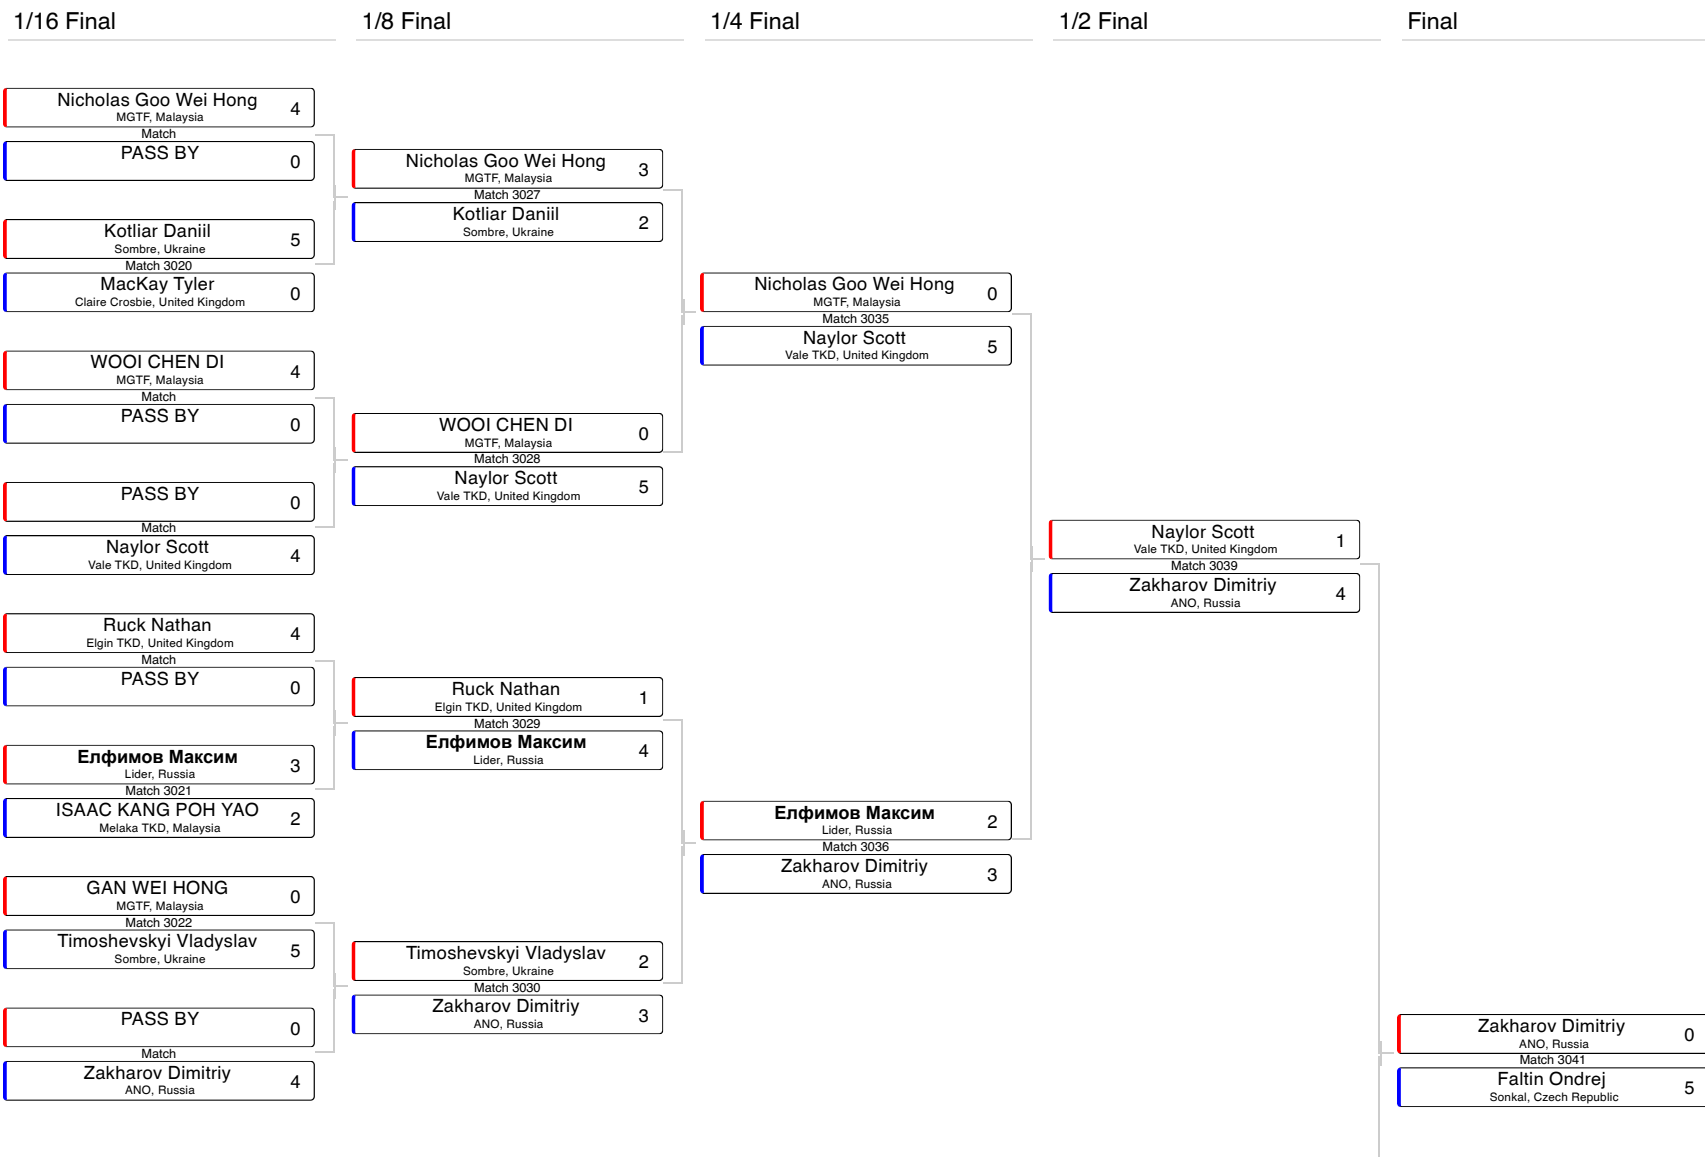 1/16 Final
1/8 Final
1/4 Final
1/2 Final
Final
Nicholas Goo Wei Hong
MGTF, Malaysia
4
Match
PASS BY
0
Kotliar Daniil
Sombre, Ukraine
5
Match 3020
MacKay Tyler
Claire Crosbie, United Kingdom
0
WOOI CHEN DI
MGTF, Malaysia
4
Match
PASS BY
0
PASS BY
0
Match
Naylor Scott
Vale TKD, United Kingdom
4
Ruck Nathan
Elgin TKD, United Kingdom
4
Match
PASS BY
0
Елфимов Максим
Lider, Russia
3
Match 3021
ISAAC KANG POH YAO
Melaka TKD, Malaysia
2
GAN WEI HONG
MGTF, Malaysia
0
Match 3022
Timoshevskyi Vladyslav
Sombre, Ukraine
5
PASS BY
0
Match
Zakharov Dimitriy
ANO, Russia
4
Nicholas Goo Wei Hong
MGTF, Malaysia
3
Match 3027
Kotliar Daniil
Sombre, Ukraine
2
WOOI CHEN DI
MGTF, Malaysia
0
Match 3028
Naylor Scott
Vale TKD, United Kingdom
5
Ruck Nathan
Elgin TKD, United Kingdom
1
Match 3029
Елфимов Максим
Lider, Russia
4
Timoshevskyi Vladyslav
Sombre, Ukraine
2
Match 3030
Zakharov Dimitriy
ANO, Russia
3
Nicholas Goo Wei Hong
MGTF, Malaysia
0
Match 3035
Naylor Scott
Vale TKD, United Kingdom
5
Елфимов Максим
Lider, Russia
2
Match 3036
Zakharov Dimitriy
ANO, Russia
3
Naylor Scott
Vale TKD, United Kingdom
1
Match 3039
Zakharov Dimitriy
ANO, Russia
4
Zakharov Dimitriy
ANO, Russia
0
Match 3041
Faltin Ondrej
Sonkal, Czech Republic
5